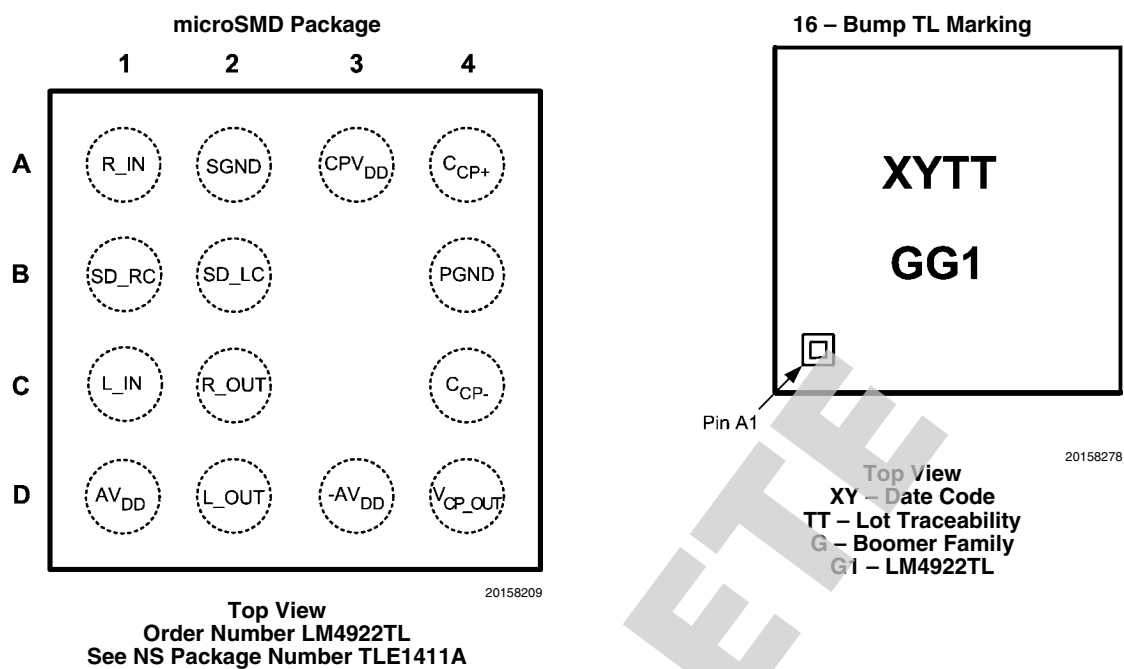 microSMD Package
1 2 3 4
A R_IN SGND CPVDD CCP+
B SD_RC SD_LC PGND
C L_IN R_OUT CCP-
D AVDD L_OUT -AVDD VCP_OUT
20158209
Top View
Order Number LM4922TL
See NS Package Number TLE1411A
16 – Bump TL Marking
XYTT
GG1
Pin A1
20158278
Top View
XY – Date Code
TT – Lot Traceability
G – Boomer Family
G1 – LM4922TL
ETE